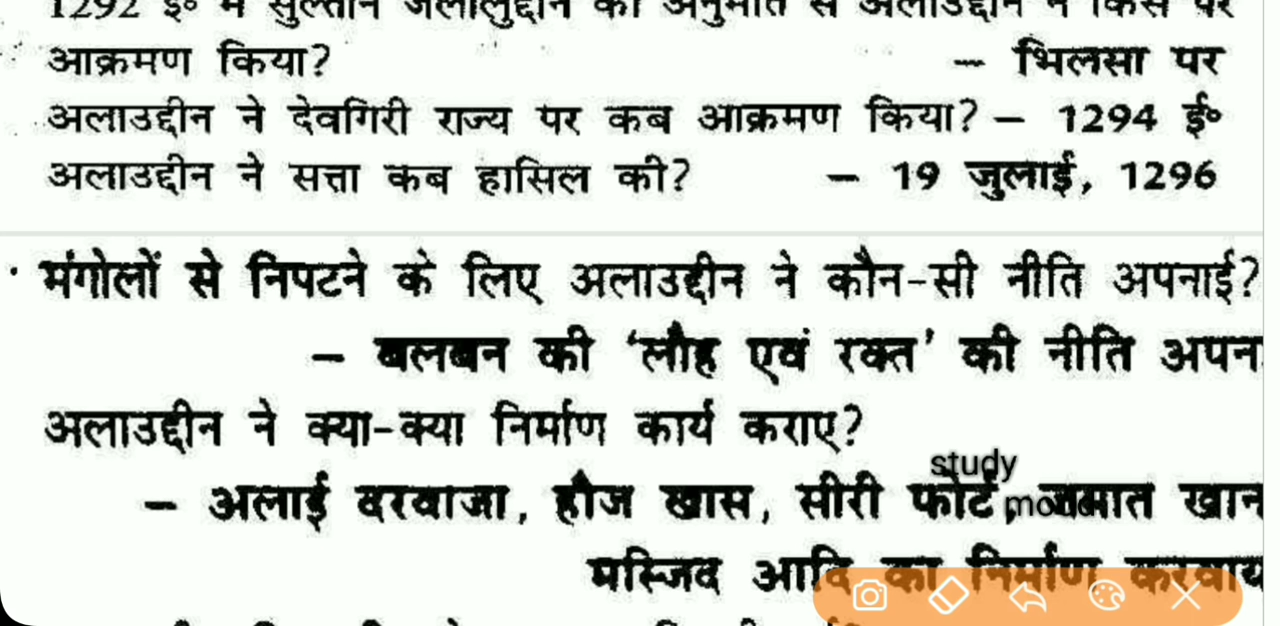 1292 ई० में सुल्तान जलालुद्दीन की अनुमति से अलाउद्दीन ने किस पर
आक्रमण किया? – भिलसा पर
अलाउद्दीन ने देवगिरी राज्य पर कब आक्रमण किया? – 1294 ई०
अलाउद्दीन ने सत्ता कब हासिल की? – 19 जुलाई, 1296
मंगोलों से निपटने के लिए अलाउद्दीन ने कौन-सी नीति अपनाई?
– बलबन की ‘लौह एवं रक्त’ की नीति अपन
अलाउद्दीन ने क्या-क्या निर्माण कार्य कराए?
study
– अलाई दरवाजा, हौज खास, सीरी फोर्ट, जमात खान
मस्जिद आदि का निर्माण करवाय